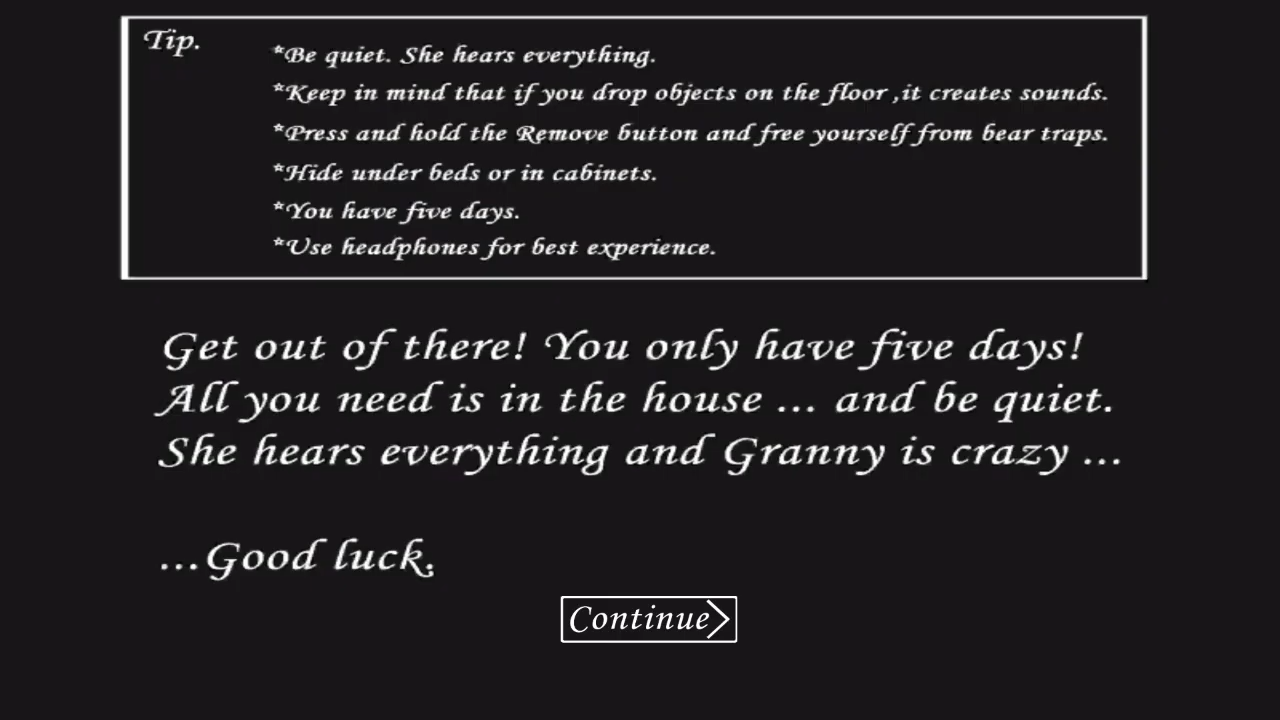 Tip.
*Be quiet. She hears everything.
*Keep in mind that if you drop objects on the floor ,it creates sounds.
*Press and hold the Remove button and free yourself from bear traps.
*Hide under beds or in cabinets.
*You have five days.
*Use headphones for best experience.
Get out of there! You only have five days!
All you need is in the house ... and be quiet.
She hears everything and Granny is crazy ...
...Good luck.
Continue>